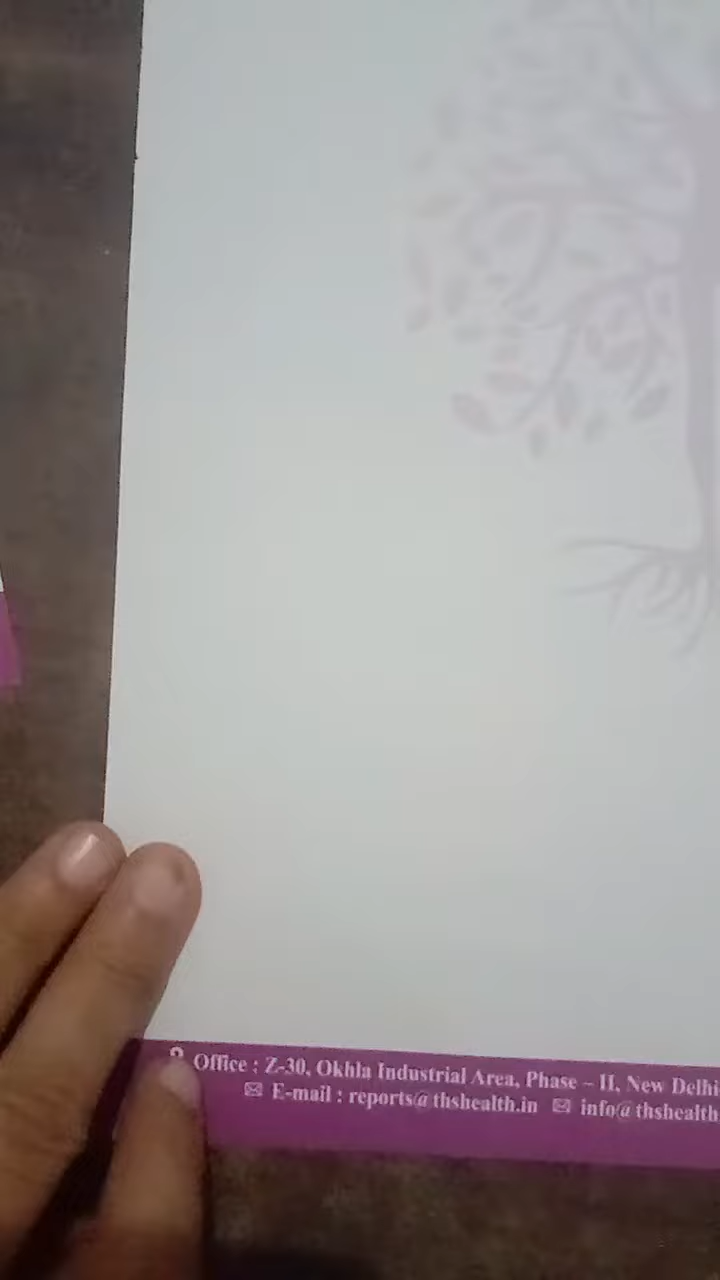 Office : Z-30, Okhla Industrial Area, Phase – II, New Delhi
E-mail : reports@thshealth.in info@thshealth